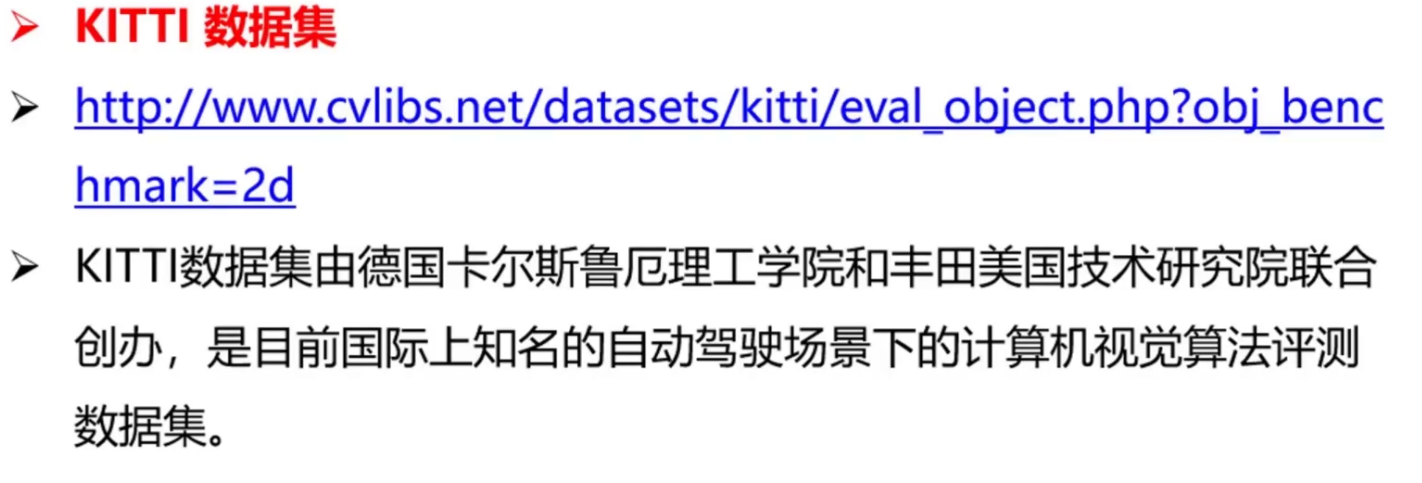 ➢ KITTI 数据集
➢ http://www.cvlibs.net/datasets/kitti/eval_object.php?obj_benc
hmark=2d
➢ KITTI数据集由德国卡尔斯鲁厄理工学院和丰田美国技术研究院联合
创办，是目前国际上知名的自动驾驶场景下的计算机视觉算法评测
数据集。